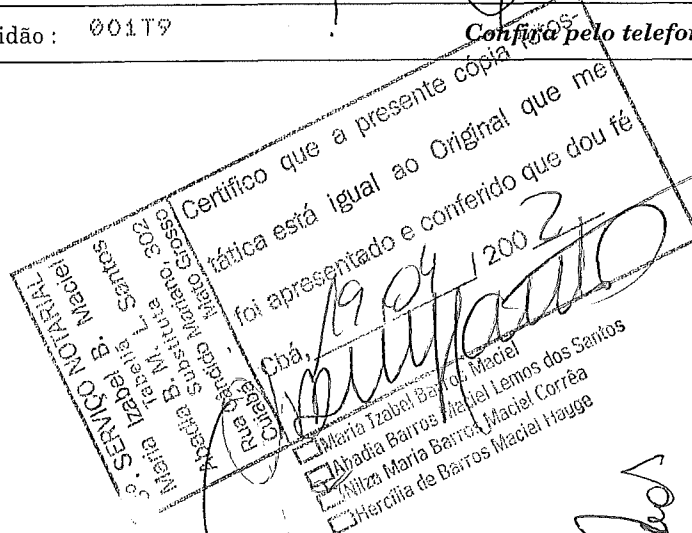 idão : 001T9
Confira pelo telefon
Certifico que a presente cópia fotos-
tática está igual ao Original que me
foi apresentado e conferido que dou fé
Cbá, 19 04 / 2002
º. SERVIÇO NOTARIAL
Maria Izabel B. Maciel
Tabeliã
Abadia B. M. L. Santos
Substituta
Rua Cândido Mariano, 302
Cuiabá - Mato Grosso
Maria Izabel Barros Maciel
Abadia Barros Maciel Lemos dos Santos
Nilza Maria Barros Maciel Corrêa
Hercilia de Barros Maciel Hauge